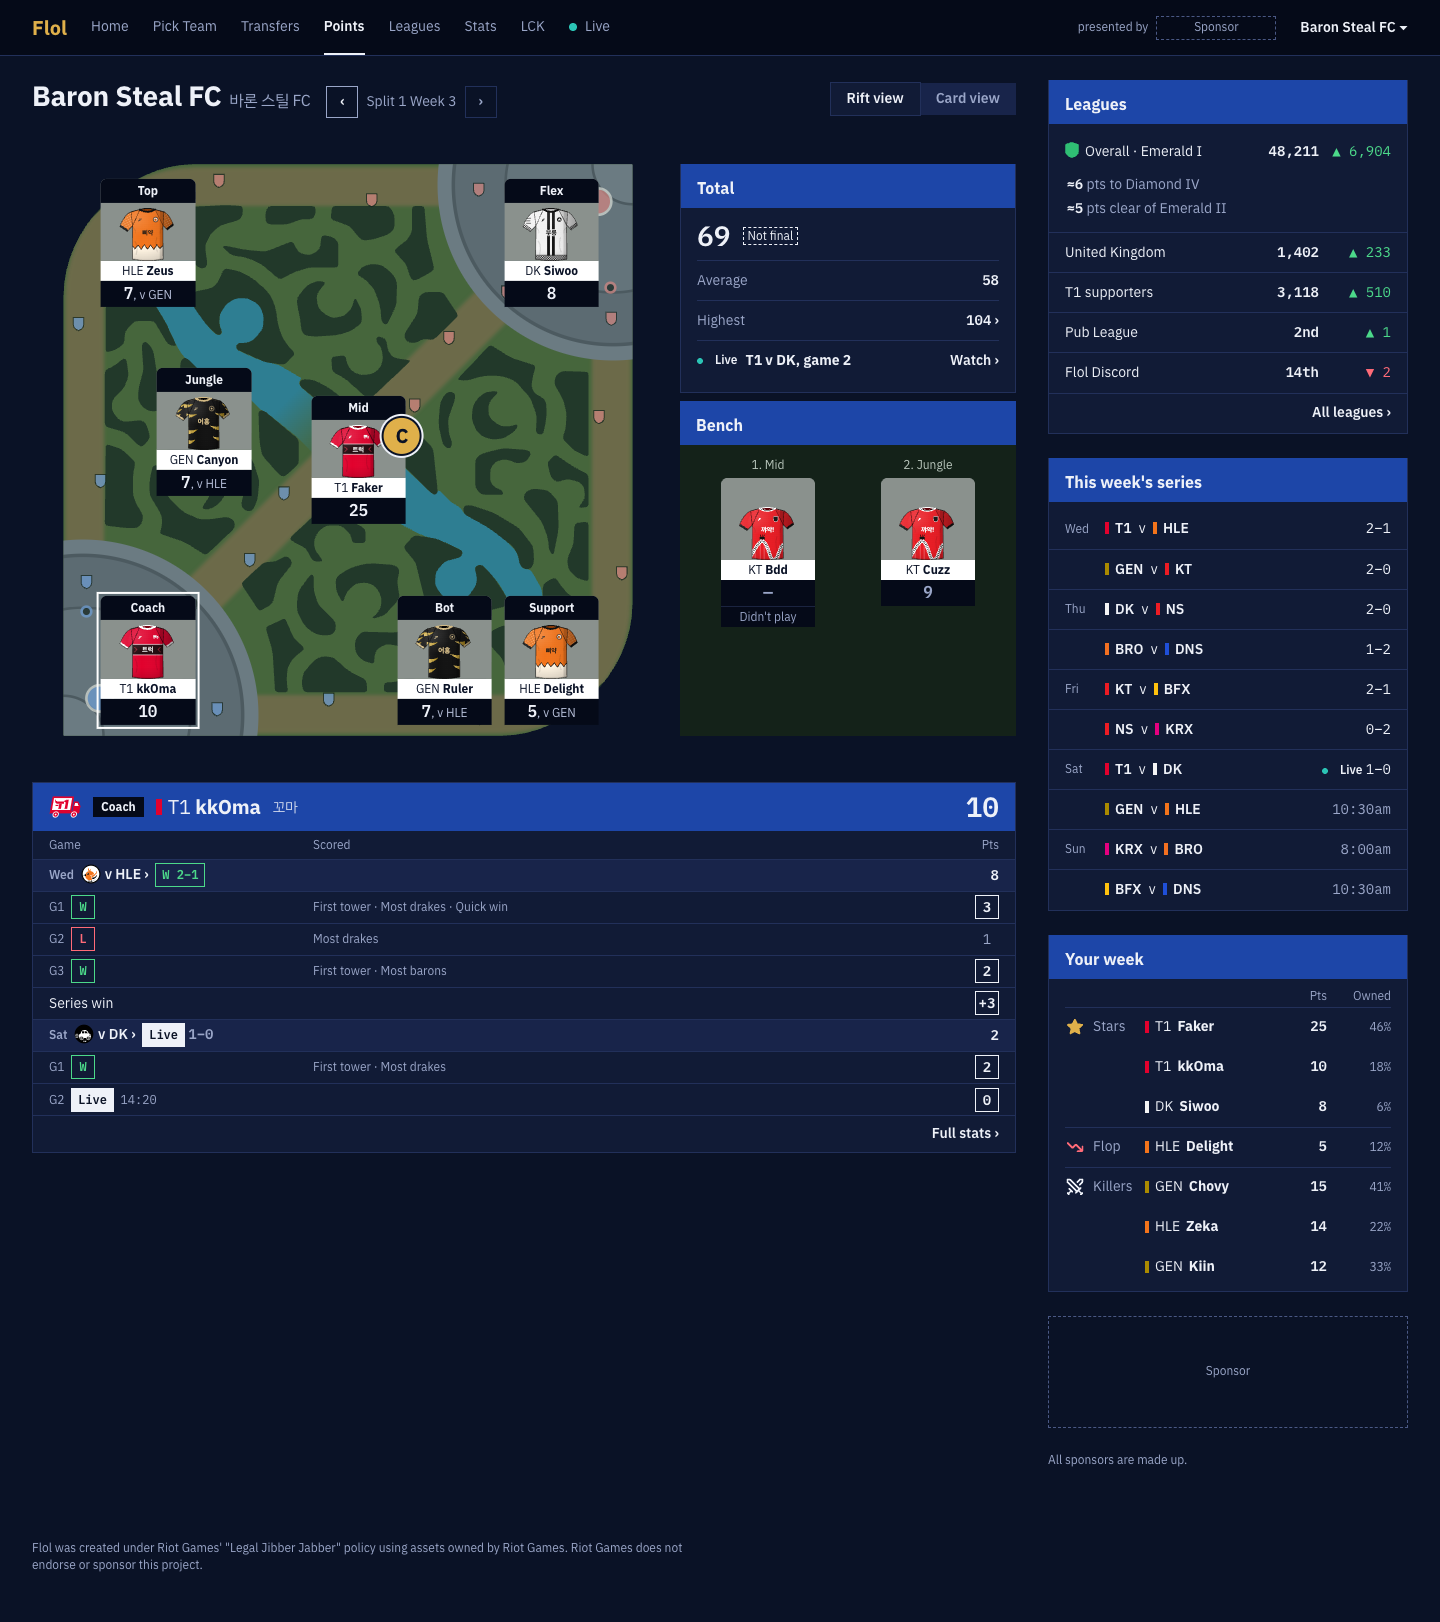 Flol Home Pick Team Transfers Points Leagues Stats LCK Live presented by Sponsor Baron Steal FC
Baron Steal FC 바론 스틸 FC ‹ Split 1 Week 3 › Rift view Card view
Top
HLE Zeus
7, v GEN
Flex
DK Siwoo
8
Jungle
GEN Canyon
7, v HLE
Mid
C
T1 Faker
25
Coach
T1 kkOma
10
Bot
GEN Ruler
7, v HLE
Support
HLE Delight
5, v GEN
Total
69 Not final
Average 58
Highest 104 ›
Live T1 v DK, game 2 Watch ›
Bench
1. Mid
KT Bdd
–
Didn't play
2. Jungle
KT Cuzz
9
T1 Coach T1 kkOma 꼬마 10
Game Scored Pts
Wed v HLE › W 2–1 8
G1 W First tower · Most drakes · Quick win 3
G2 L Most drakes 1
G3 W First tower · Most barons 2
Series win +3
Sat v DK › Live 1–0 2
G1 W First tower · Most drakes 2
G2 Live 14:20 0
Full stats ›
Leagues
Overall · Emerald I 48,211 ▲ 6,904
≈6 pts to Diamond IV
≈5 pts clear of Emerald II
United Kingdom 1,402 ▲ 233
T1 supporters 3,118 ▲ 510
Pub League 2nd ▲ 1
Flol Discord 14th ▼ 2
All leagues ›
This week's series
Wed T1 v HLE 2–1
GEN v KT 2–0
Thu DK v NS 2–0
BRO v DNS 1–2
Fri KT v BFX 2–1
NS v KRX 0–2
Sat T1 v DK Live 1–0
GEN v HLE 10:30am
Sun KRX v BRO 8:00am
BFX v DNS 10:30am
Your week
Pts Owned
Stars T1 Faker 25 46%
T1 kkOma 10 18%
DK Siwoo 8 6%
Flop HLE Delight 5 12%
Killers GEN Chovy 15 41%
HLE Zeka 14 22%
GEN Kiin 12 33%
Sponsor
All sponsors are made up.
Flol was created under Riot Games' "Legal Jibber Jabber" policy using assets owned by Riot Games. Riot Games does not
endorse or sponsor this project.